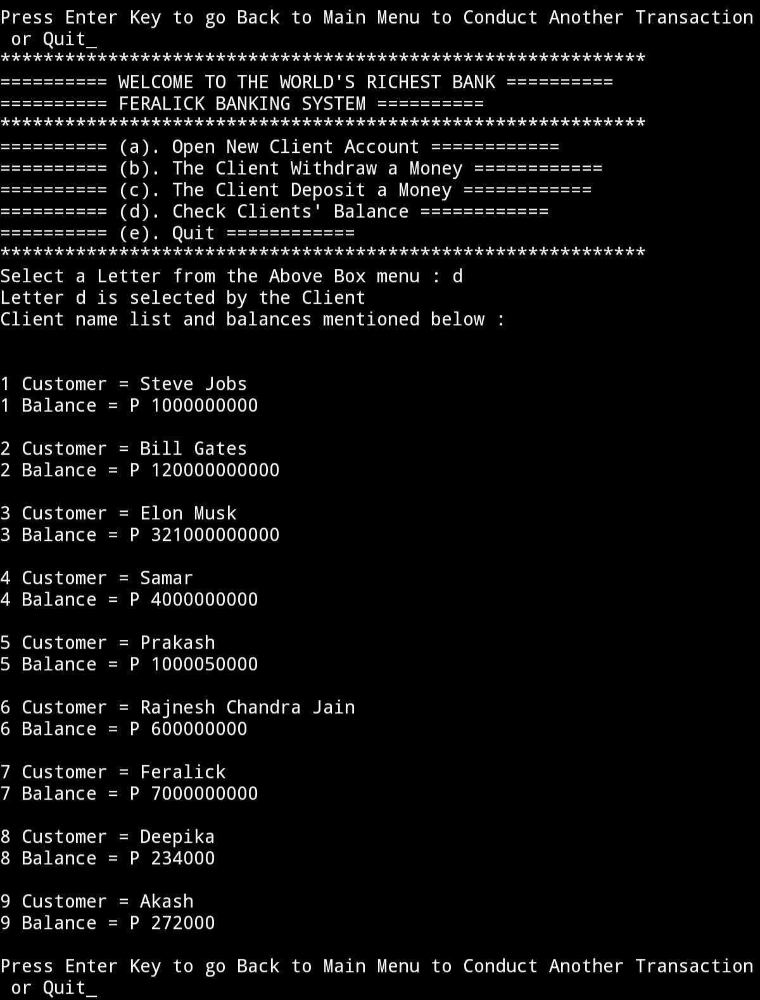 Press Enter Key to go Back to Main Menu to Conduct Another Transaction
 or Quit_
************************************************************
========== WELCOME TO THE WORLD'S RICHEST BANK ==========
========== FERALICK BANKING SYSTEM ==========
************************************************************
========== (a). Open New Client Account ============
========== (b). The Client Withdraw a Money ============
========== (c). The Client Deposit a Money ============
========== (d). Check Clients' Balance ============
========== (e). Quit ============
************************************************************
Select a Letter from the Above Box menu : d
Letter d is selected by the Client
Client name list and balances mentioned below :
1 Customer = Steve Jobs
1 Balance = P 1000000000
2 Customer = Bill Gates
2 Balance = P 120000000000
3 Customer = Elon Musk
3 Balance = P 321000000000
4 Customer = Samar
4 Balance = P 4000000000
5 Customer = Prakash
5 Balance = P 1000050000
6 Customer = Rajnesh Chandra Jain
6 Balance = P 600000000
7 Customer = Feralick
7 Balance = P 7000000000
8 Customer = Deepika
8 Balance = P 234000
9 Customer = Akash
9 Balance = P 272000
Press Enter Key to go Back to Main Menu to Conduct Another Transaction
 or Quit_